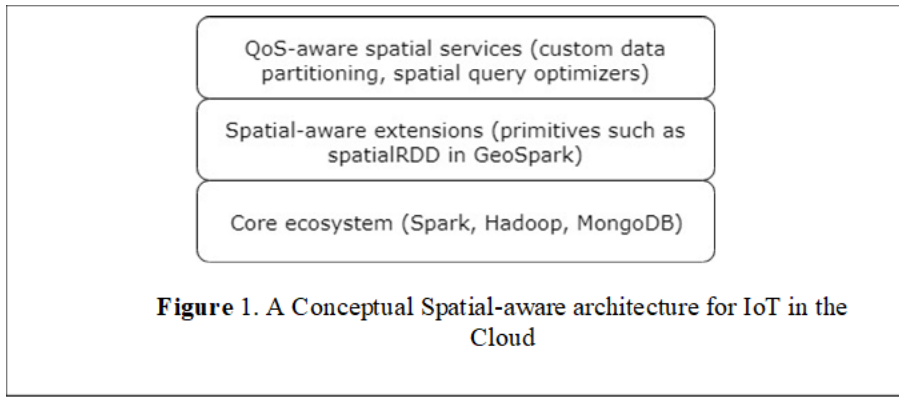 QoS-aware spatial services (custom data
partitioning, spatial query optimizers)
Spatial-aware extensions (primitives such as
spatialRDD in GeoSpark)
Core ecosystem (Spark, Hadoop, MongoDB)
Figure 1. A Conceptual Spatial-aware architecture for IoT in the
Cloud